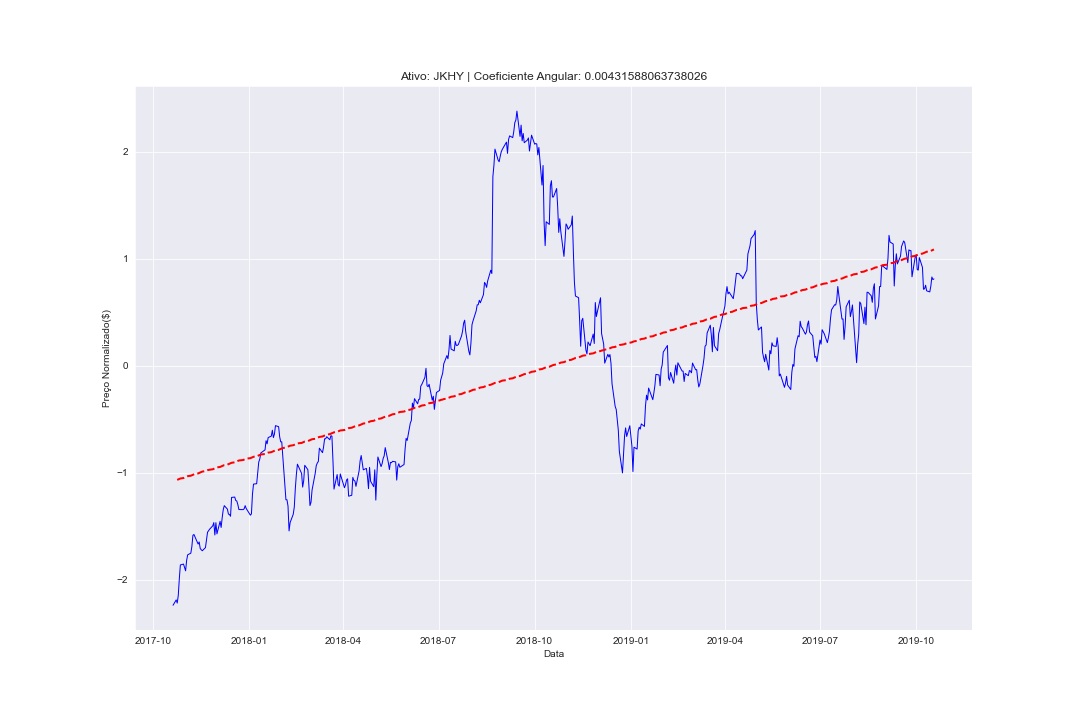 Ativo: JKHY | Coeficiente Angular: 0.00431588063738026
Preço Normalizado($)
2
1
0
−1
−2
2017-10 2018-01 2018-04 2018-07 2018-10 2019-01 2019-04 2019-07 2019-10
Data